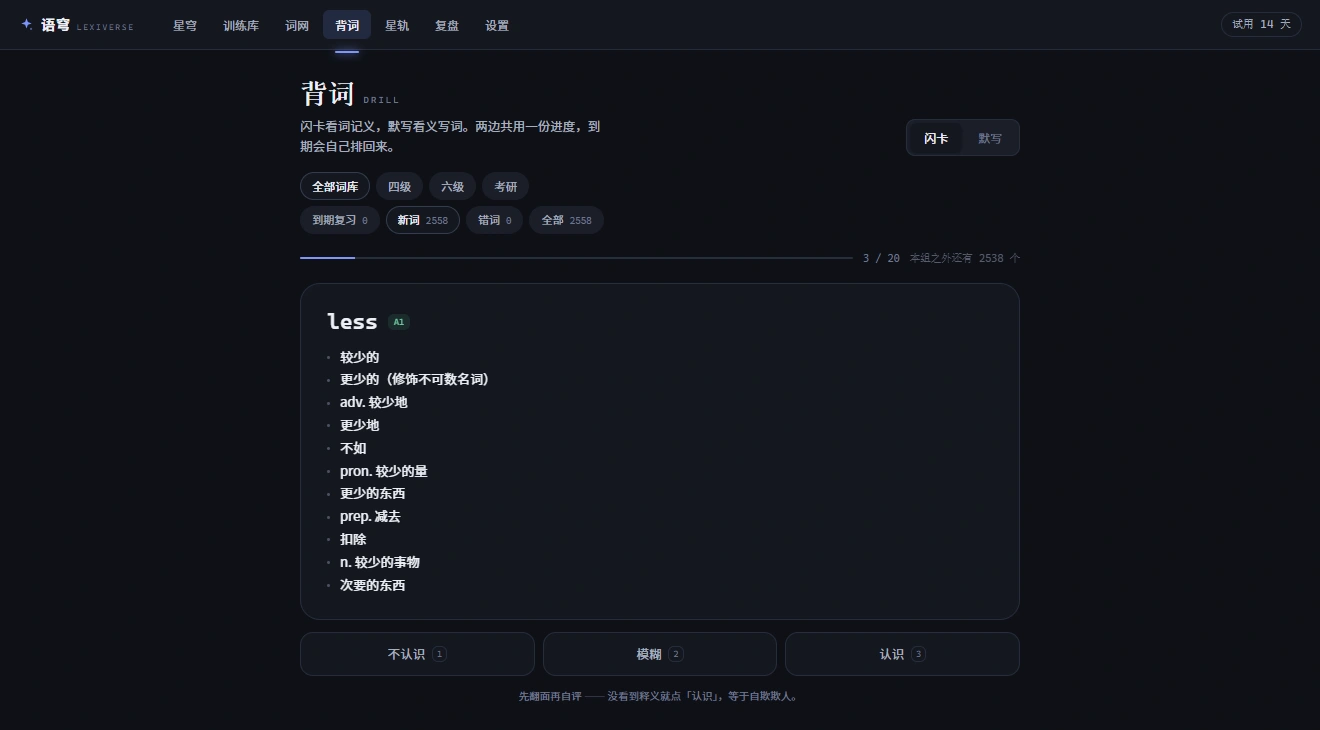 语穹 LEXIVERSE 星穹 训练库 词网 背词 星轨 复盘 设置 试用 14 天
背词 DRILL
闪卡看词记义，默写看义写词。两边共用一份进度，到
期会自己排回来。
闪卡 默写
全部词库 四级 六级 考研
到期复习 0 新词 2558 错词 0 全部 2558
3 / 20 本组之外还有 2538 个
less A1
较少的
更少的（修饰不可数名词）
adv. 较少地
更少地
不如
pron. 较少的量
更少的东西
prep. 减去
扣除
n. 较少的事物
次要的东西
不认识 1 模糊 2 认识 3
先翻面再自评 —— 没看到释义就点「认识」，等于自欺欺人。